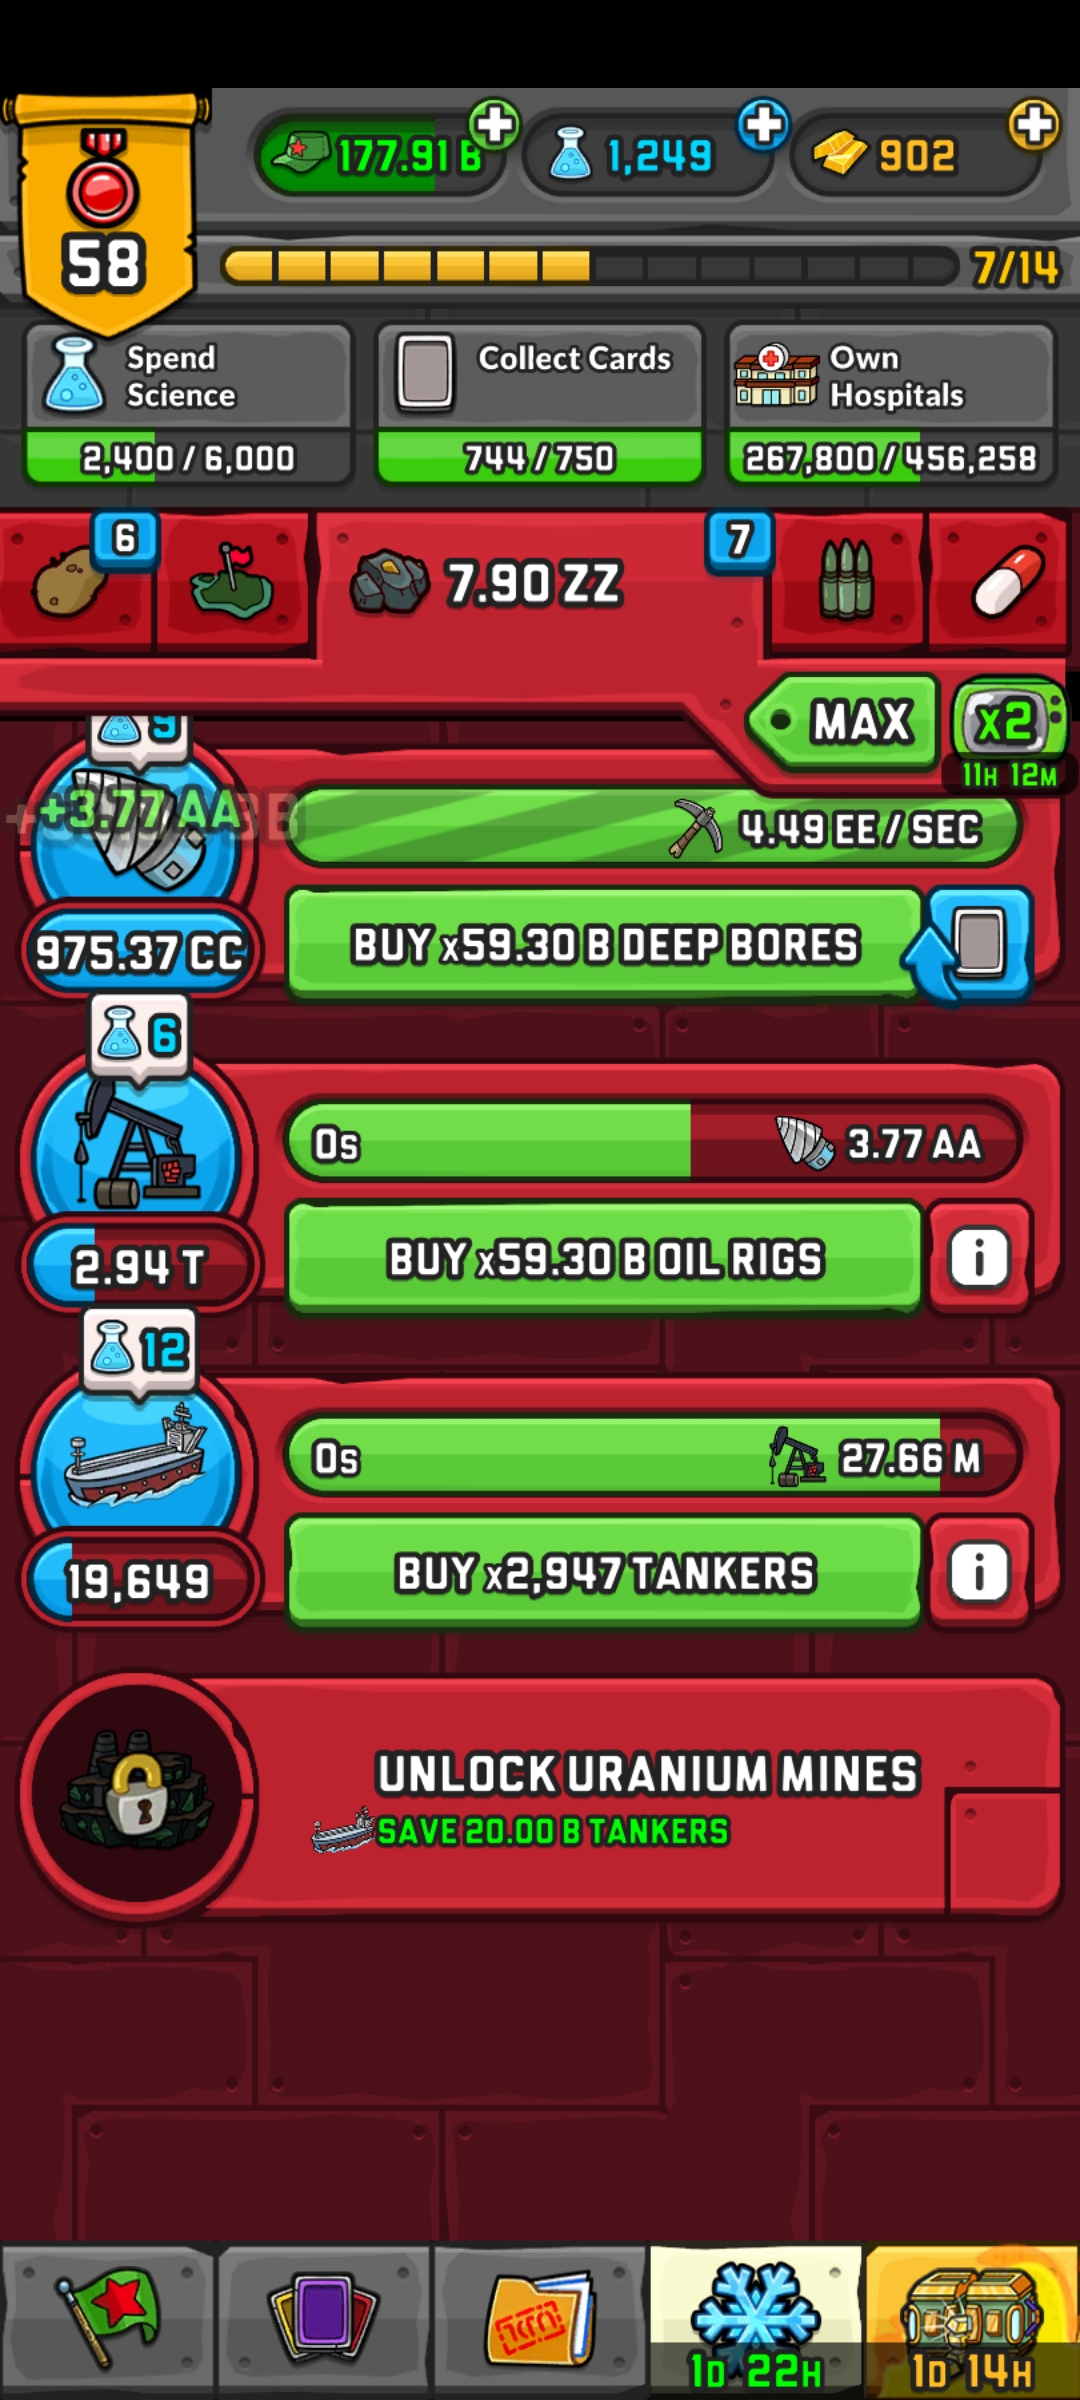 58
177.91 B
1,249
902
7/14
Spend
Science
2,400 / 6,000
Collect Cards
744 / 750
Own
Hospitals
267,800 / 456,258
6
7.90 ZZ
7
MAX
x2
11H 12M
9
+3.77 AA
4.49 EE / SEC
975.37 CC
BUY x59.30 B DEEP BORES
6
0s
3.77 AA
2.94 T
BUY x59.30 B OIL RIGS
i
12
0s
27.66 M
19,649
BUY x2,947 TANKERS
i
UNLOCK URANIUM MINES
SAVE 20.00 B TANKERS
1D 22H
1D 14H